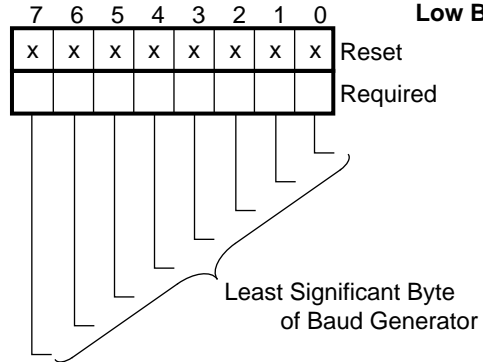 7 6 5 4 3 2 1 0 Low B
x x x x x x x x Reset
Required
Least Significant Byte
of Baud Generator